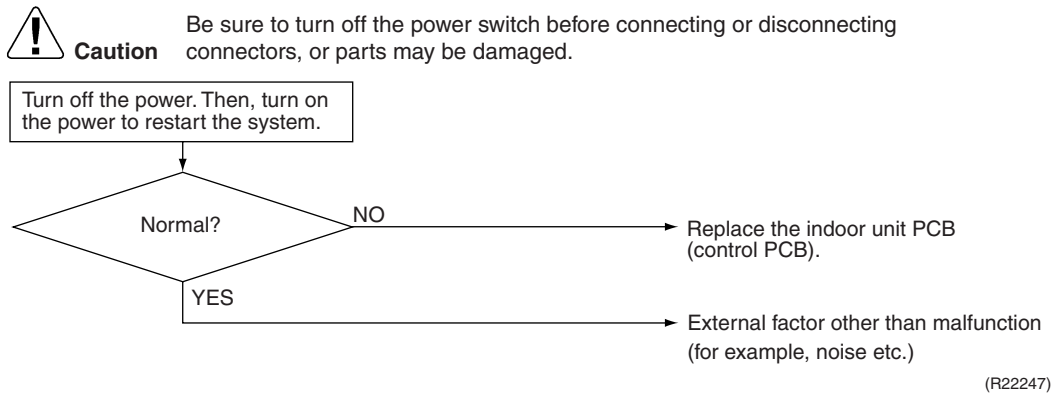 Be sure to turn off the power switch before connecting or disconnecting
Caution connectors, or parts may be damaged.
Turn off the power. Then, turn on
the power to restart the system.
Normal?
NO
Replace the indoor unit PCB
(control PCB).
YES
External factor other than malfunction
(for example, noise etc.)
(R22247)